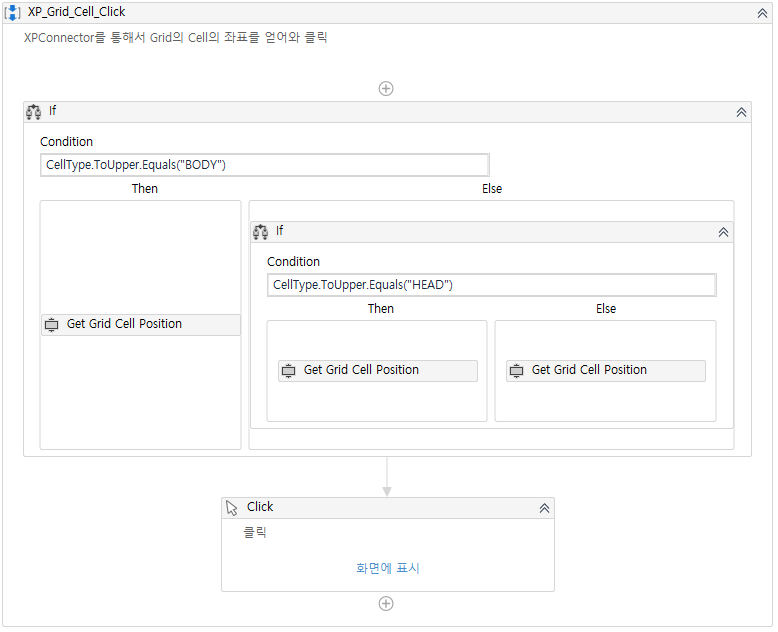 XP_Grid_Cell_Click
XPConnector를 통해서 Grid의 Cell의 좌표를 얻어와 클릭
If
Condition
CellType.ToUpper.Equals("BODY")
Then
Else
Get Grid Cell Position
If
Condition
CellType.ToUpper.Equals("HEAD")
Then
Else
Get Grid Cell Position
Get Grid Cell Position
Click
클릭
화면에 표시